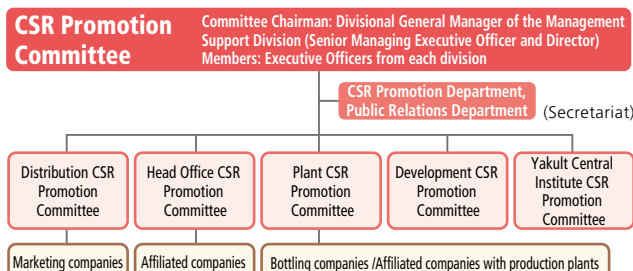 CSR Promotion
Committee
Committee Chairman: Divisional General Manager of the Management
Support Division (Senior Managing Executive Officer and Director)
Members: Executive Officers from each division
CSR Promotion Department,
Public Relations Department
(Secretariat)
Distribution CSR
Promotion
Committee
Head Office CSR
Promotion
Committee
Plant CSR
Promotion
Committee
Development CSR
Promotion
Committee
Yakult Central
Institute CSR
Promotion
Committee
Marketing companies
Affiliated companies
Bottling companies /Affiliated companies with production plants